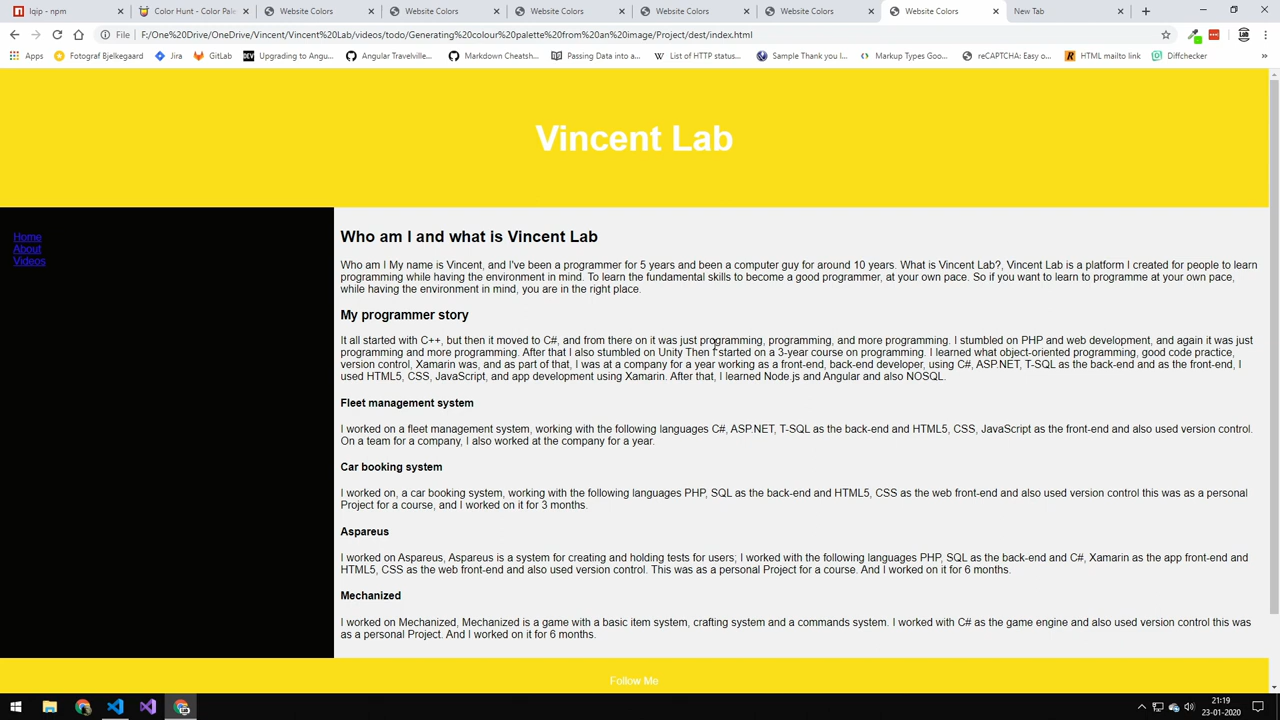 lqip - npm
Color Hunt - Color Pale
Website Colors
Website Colors
Website Colors
Website Colors
Website Colors
Website Colors
New Tab
File
F:/One%20Drive/OneDrive/Vincent/Vincent%20Lab/videos/todo/Generating%20colour%20palette%20from%20an%20image/Project/dest/index.html
Apps
Fotograf Bjelkegaard
Jira
GitLab
Upgrading to Angu...
Angular Travelville...
Markdown Cheatsh...
Passing Data into a...
List of HTTP status...
Sample Thank you l...
Markup Types Goo...
reCAPTCHA: Easy o...
HTML mailto link
Diffchecker
»
Vincent Lab
Home
About
Videos
Who am I and what is Vincent Lab
Who am I My name is Vincent, and I've been a programmer for 5 years and been a computer guy for around 10 years. What is Vincent Lab?, Vincent Lab is a platform I created for people to learn
programming while having the environment in mind. To learn the fundamental skills to become a good programmer, at your own pace. So if you want to learn to programme at your own pace,
while having the environment in mind, you are in the right place.
My programmer story
It all started with C++, but then it moved to C#, and from there on it was just programming, programming, and more programming. I stumbled on PHP and web development, and again it was just
programming and more programming. After that I also stumbled on Unity Then I started on a 3-year course on programming. I learned what object-oriented programming, good code practice,
version control, Xamarin was, and as part of that, I was at a company for a year working as a front-end, back-end developer, using C#, ASP.NET, T-SQL as the back-end and as the front-end, I
used HTML5, CSS, JavaScript, and app development using Xamarin. After that, I learned Node.js and Angular and also NOSQL.
Fleet management system
I worked on a fleet management system, working with the following languages C#, ASP.NET, T-SQL as the back-end and HTML5, CSS, JavaScript as the front-end and also used version control.
On a team for a company, I also worked at the company for a year.
Car booking system
I worked on, a car booking system, working with the following languages PHP, SQL as the back-end and HTML5, CSS as the web front-end and also used version control this was as a personal
Project for a course, and I worked on it for 3 months.
Aspareus
I worked on Aspareus, Aspareus is a system for creating and holding tests for users; I worked with the following languages PHP, SQL as the back-end and C#, Xamarin as the app front-end and
HTML5, CSS as the web front-end and also used version control. This was as a personal Project for a course. And I worked on it for 6 months.
Mechanized
I worked on Mechanized, Mechanized is a game with a basic item system, crafting system and a commands system. I worked with C# as the game engine and also used version control this was
as a personal Project. And I worked on it for 6 months.
Follow Me
21:19
23-01-2020